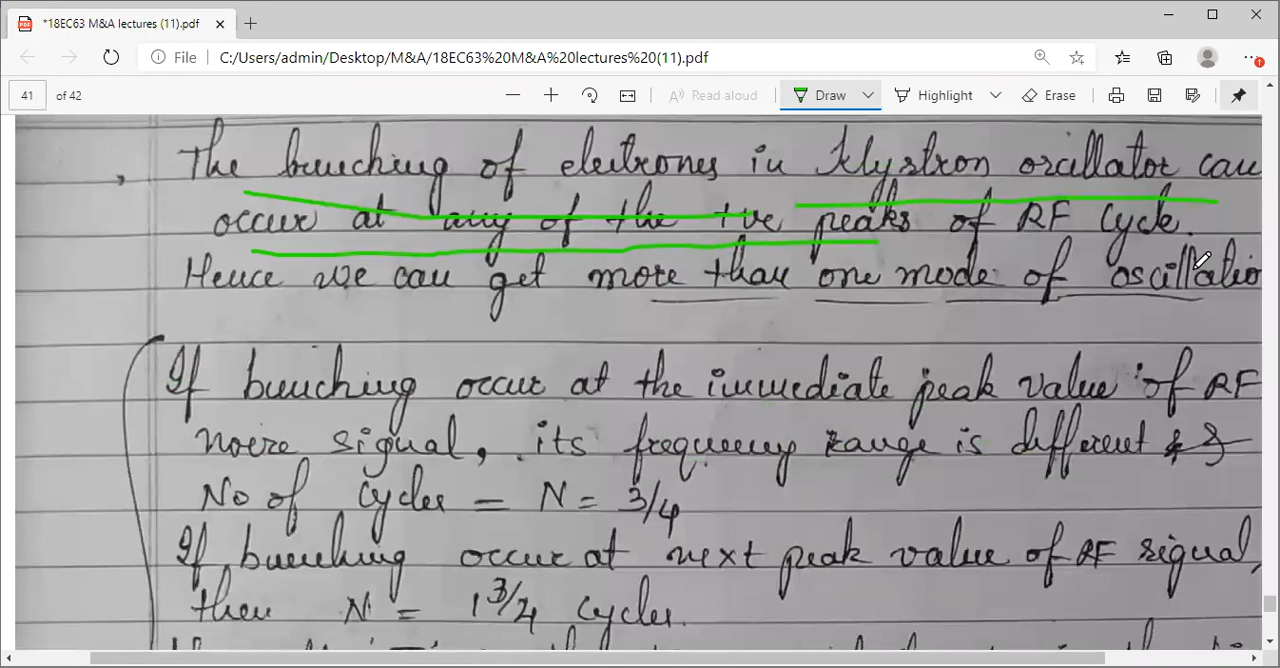 *18EC63 M&A lectures (11).pdf
File
C:/Users/admin/Desktop/M&A/18EC63%20M&A%20lectures%20(11).pdf
41 of 42
Read aloud
Draw
Highlight
Erase
The bunching of electrones in Klystron oscillator can
occur at any of the +ve peaks of RF cycle.
Hence we can get more than one mode of oscillatio
If bunching occur at the immediate peak value of RF
noise signal, its frequency range is different
No of cycles = N = 3/4
If bunching occur at next peak value of RF signal,
then N = 1 3/4 cycles.